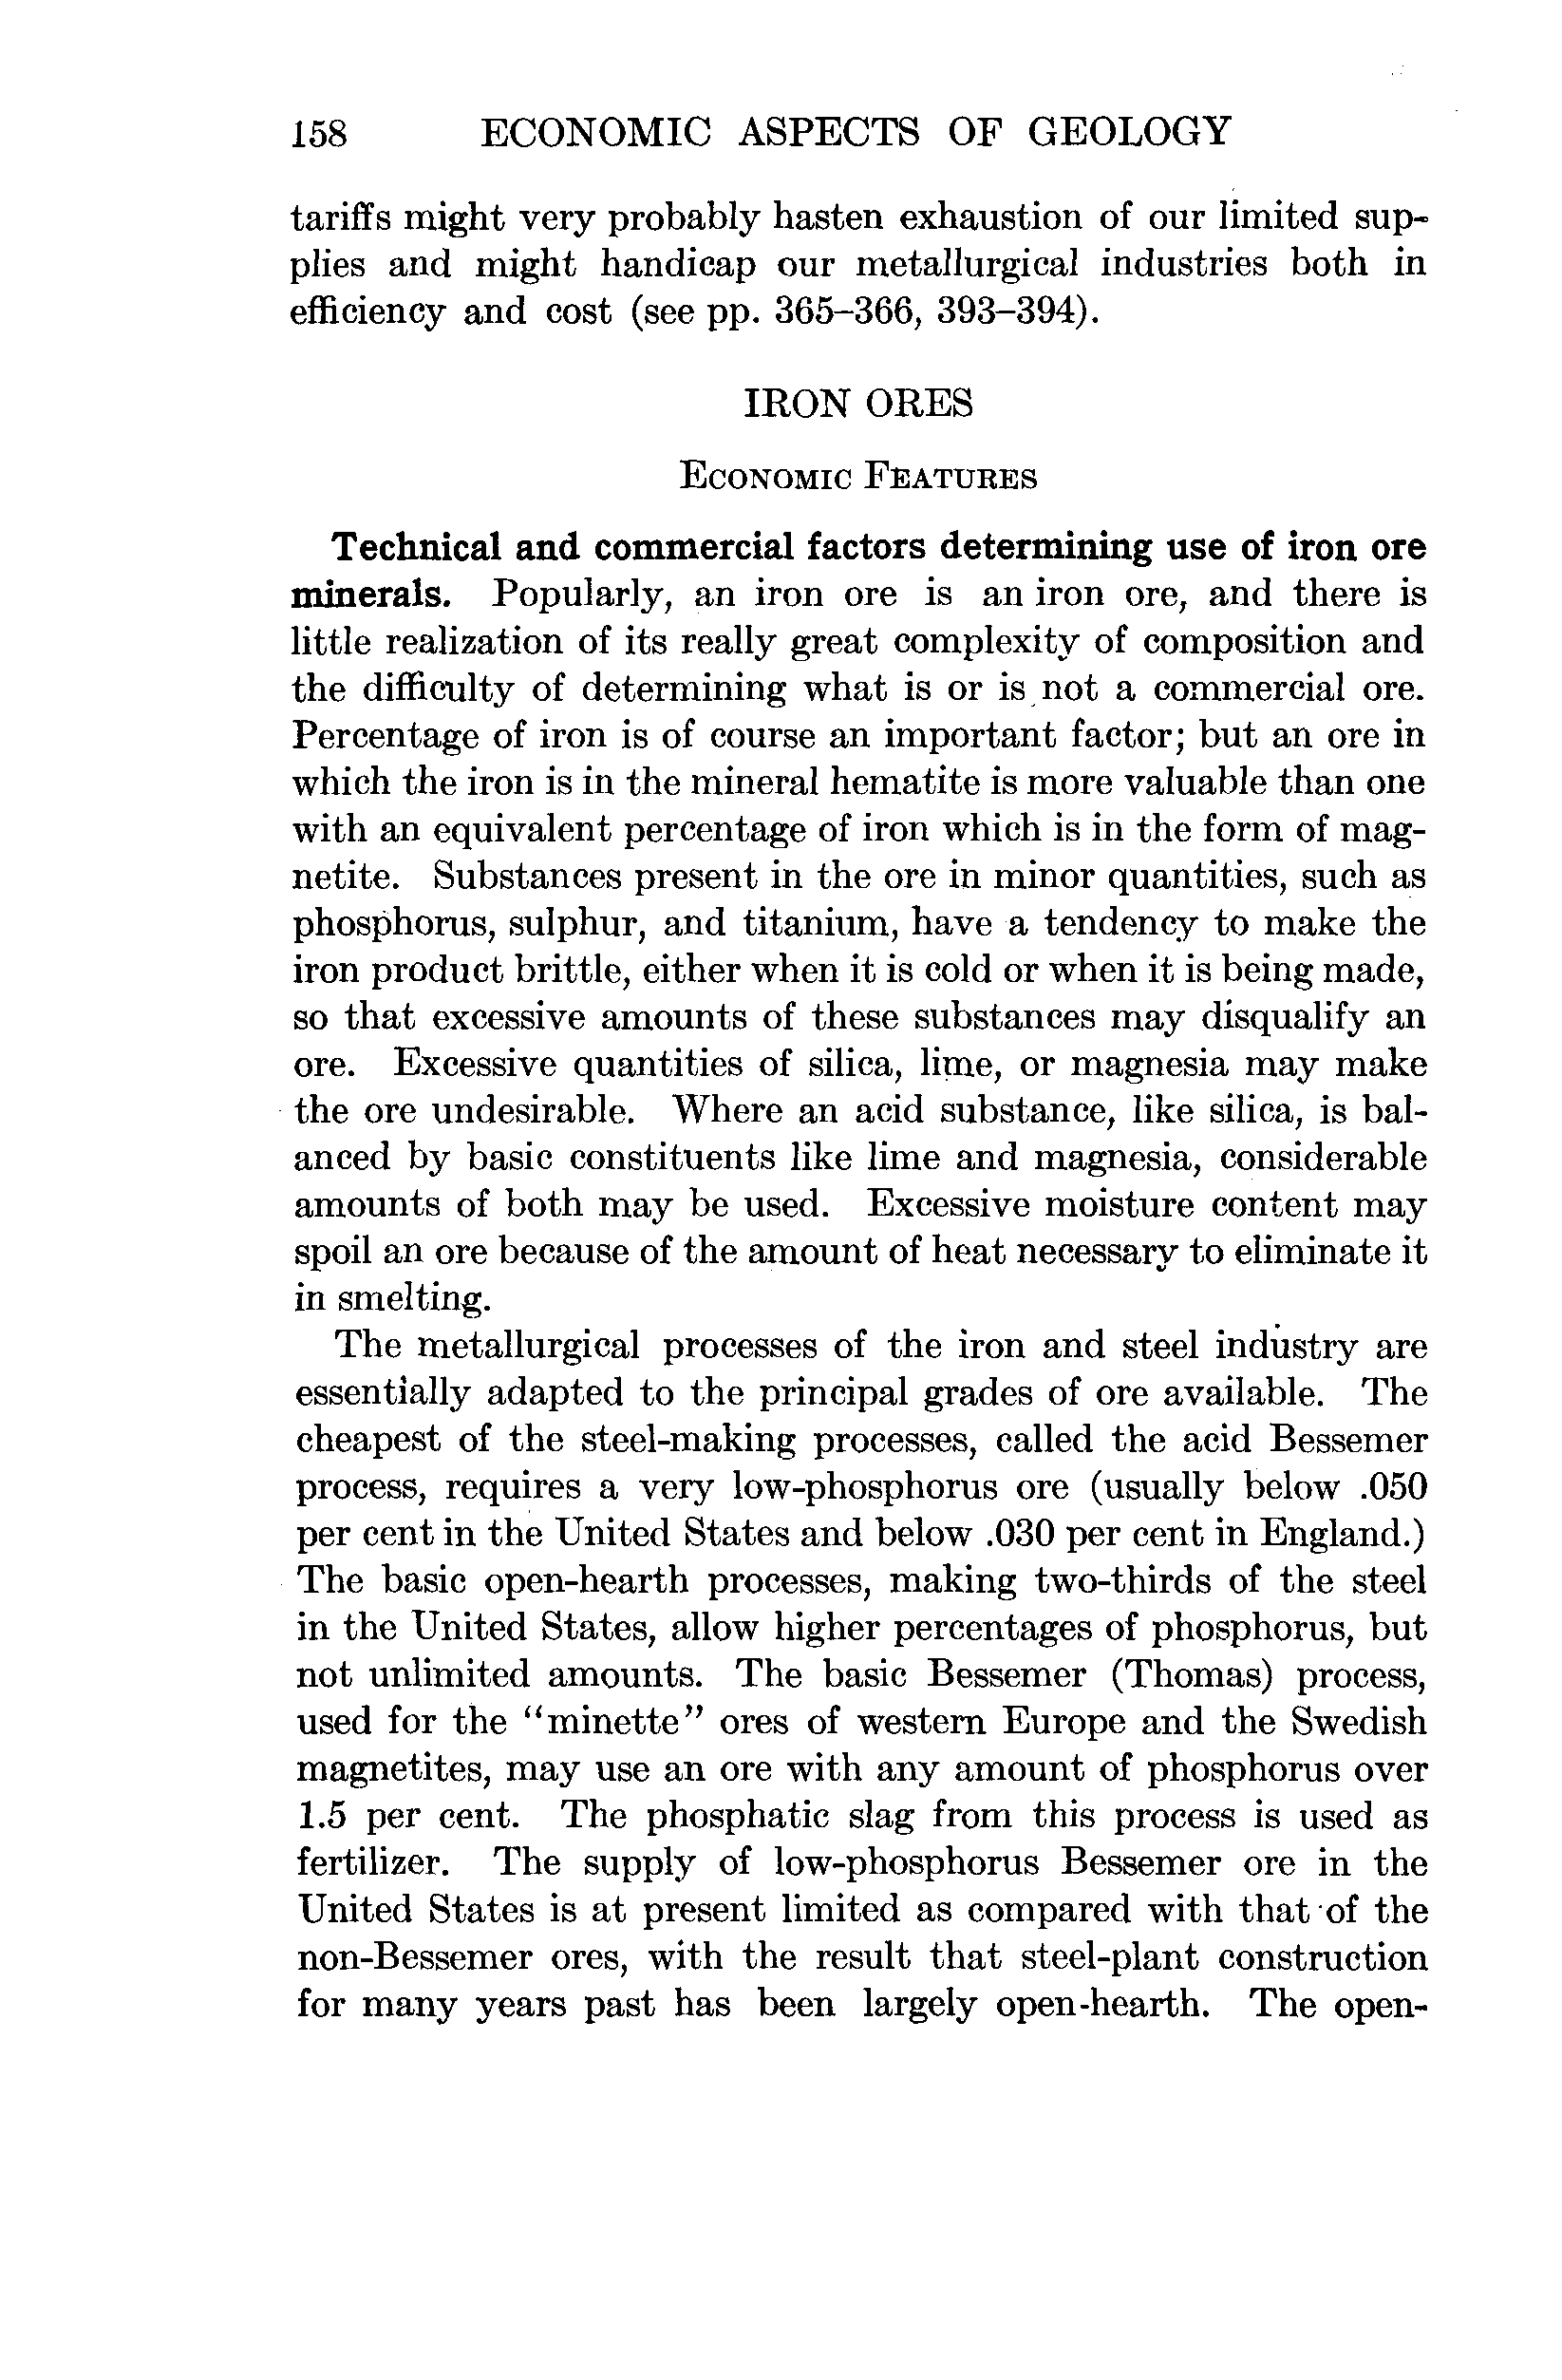 158 ECONOMIC ASPECTS OF GEOLOGY
tariffs might very probably hasten exhaustion of our limited sup-
plies and might handicap our metallurgical industries both in
efficiency and cost (see pp. 365–366, 393–394).
IRON ORES
ECONOMIC FEATURES
Technical and commercial factors determining use of iron ore
minerals. Popularly, an iron ore is an iron ore, and there is
little realization of its really great complexity of composition and
the difficulty of determining what is or is not a commercial ore.
Percentage of iron is of course an important factor; but an ore in
which the iron is in the mineral hematite is more valuable than one
with an equivalent percentage of iron which is in the form of mag-
netite. Substances present in the ore in minor quantities, such as
phosphorus, sulphur, and titanium, have a tendency to make the
iron product brittle, either when it is cold or when it is being made,
so that excessive amounts of these substances may disqualify an
ore. Excessive quantities of silica, lime, or magnesia may make
the ore undesirable. Where an acid substance, like silica, is bal-
anced by basic constituents like lime and magnesia, considerable
amounts of both may be used. Excessive moisture content may
spoil an ore because of the amount of heat necessary to eliminate it
in smelting.
The metallurgical processes of the iron and steel industry are
essentially adapted to the principal grades of ore available. The
cheapest of the steel-making processes, called the acid Bessemer
process, requires a very low-phosphorus ore (usually below .050
per cent in the United States and below .030 per cent in England.)
The basic open-hearth processes, making two-thirds of the steel
in the United States, allow higher percentages of phosphorus, but
not unlimited amounts. The basic Bessemer (Thomas) process,
used for the “minette” ores of western Europe and the Swedish
magnetites, may use an ore with any amount of phosphorus over
1.5 per cent. The phosphatic slag from this process is used as
fertilizer. The supply of low-phosphorus Bessemer ore in the
United States is at present limited as compared with that of the
non-Bessemer ores, with the result that steel-plant construction
for many years past has been largely open-hearth. The open-